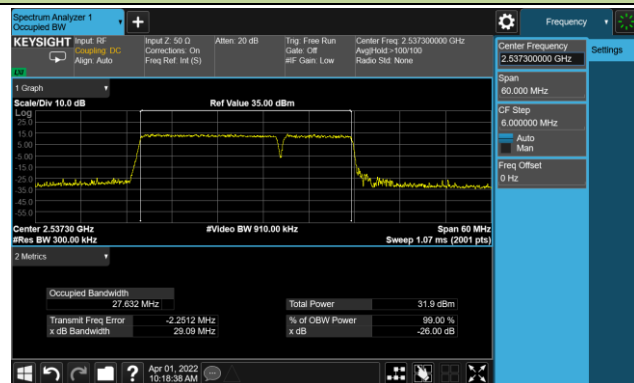 Spectrum Analyzer 1
Occupied BW
Frequency
KEYSIGHT
Input: RF
Coupling: DC
Align: Auto
Input Z: 50 Ω
Corrections: On
Freq Ref: Int (S)
Atten: 20 dB
Trig: Free Run
Gate: Off
#IF Gain: Low
Center Freq: 2.537300000 GHz
Avg|Hold:>100/100
Radio Std: None
Center Frequency
2.537300000 GHz
Settings
Span
60.000 MHz
CF Step
6.000000 MHz
Auto
Man
Freq Offset
0 Hz
1 Graph
Scale/Div 10.0 dB
Ref Value 35.00 dBm
Log
25.0
15.0
5.00
-5.00
-15.0
-25.0
-35.0
-45.0
-55.0
Center 2.53730 GHz
#Video BW 910.00 kHz
Span 60 MHz
#Res BW 300.00 kHz
Sweep 1.07 ms (2001 pts)
2 Metrics
Occupied Bandwidth
27.632 MHz
Total Power 31.9 dBm
Transmit Freq Error -2.2512 MHz
% of OBW Power 99.00 %
x dB Bandwidth 29.09 MHz
x dB -26.00 dB
?
Apr 01, 2022
10:18:38 AM